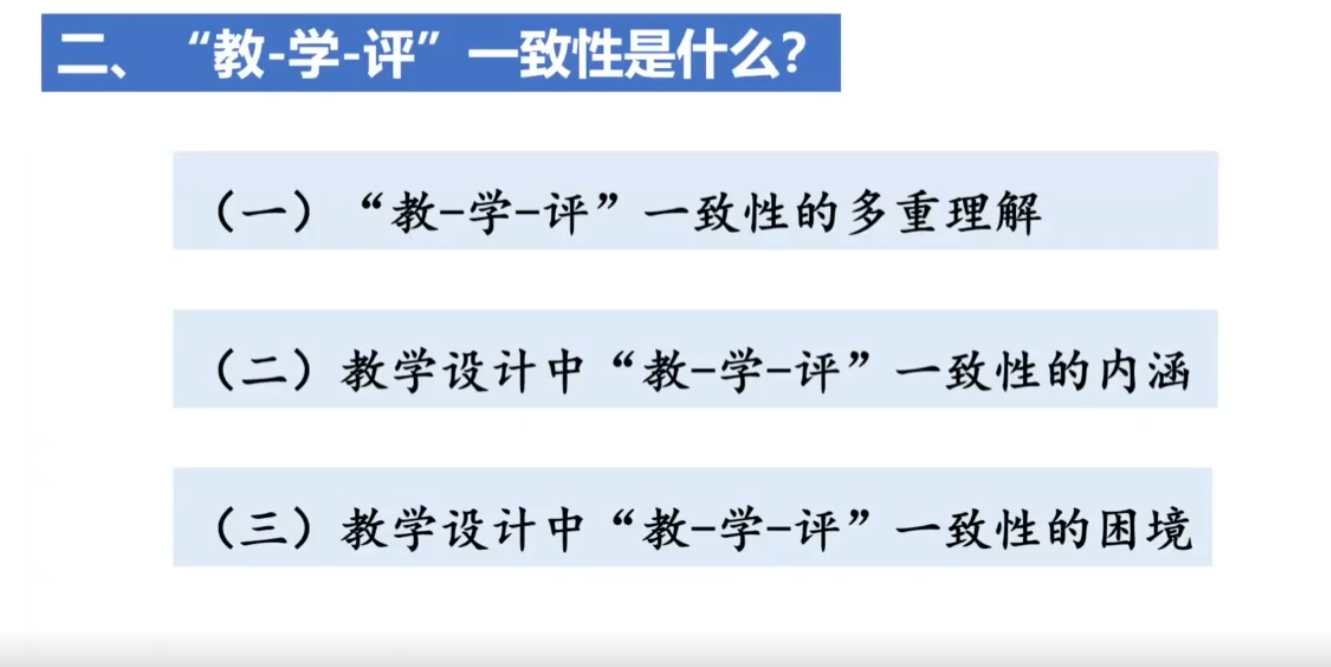 二、“教-学-评”一致性是什么？
（一）“教-学-评”一致性的多重理解
（二）教学设计中“教-学-评”一致性的内涵
（三）教学设计中“教-学-评”一致性的困境